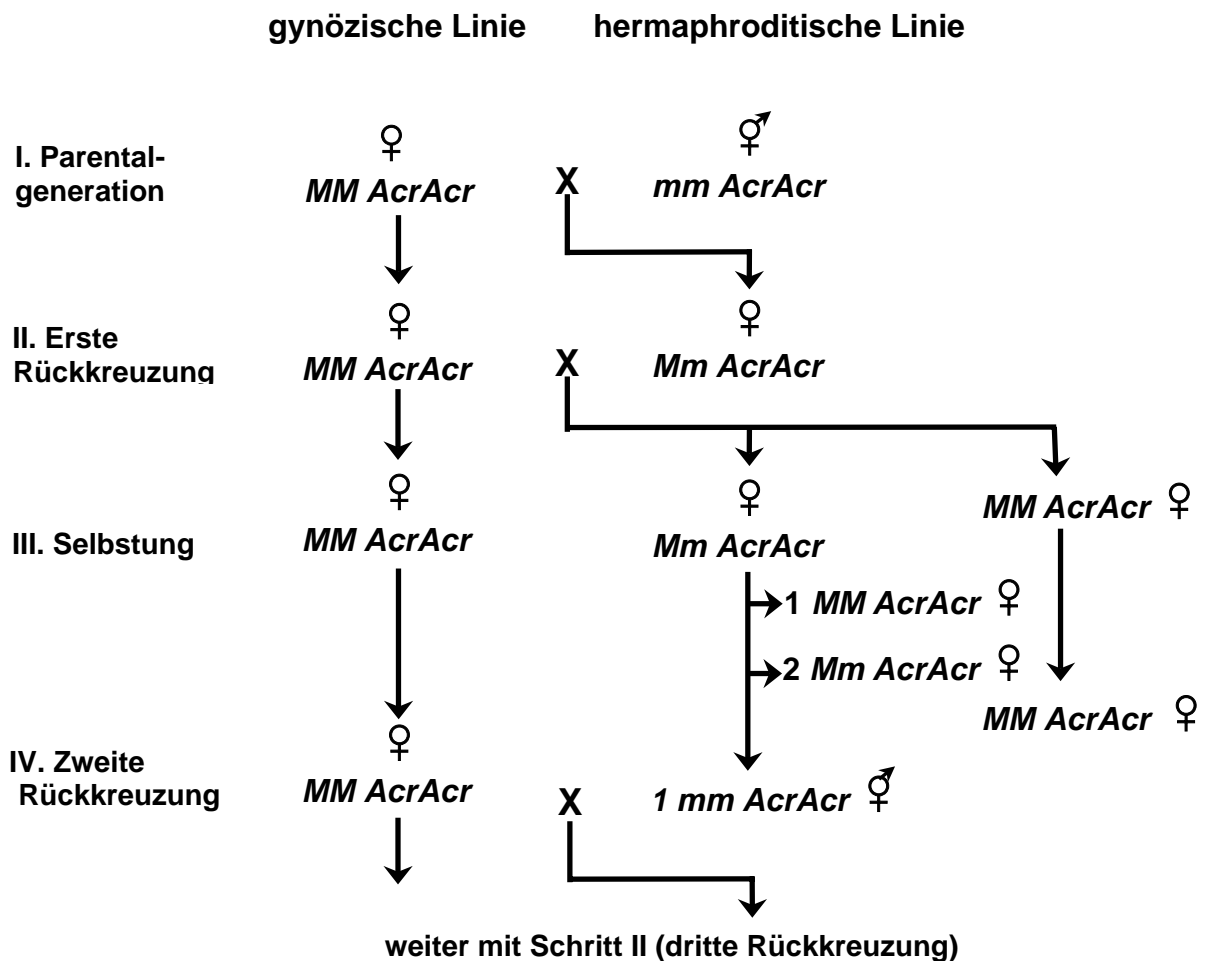 gynözische Linie hermaphroditische Linie
♀ ⚥
I. Parental-
generation
MM AcrAcr X mm AcrAcr
♀ ♀
II. Erste
Rückkreuzung
MM AcrAcr X Mm AcrAcr
♀ ♀
MM AcrAcr ♀
III. Selbstung
MM AcrAcr Mm AcrAcr
1 MM AcrAcr ♀
2 Mm AcrAcr ♀
MM AcrAcr ♀
♀
IV. Zweite
Rückkreuzung
MM AcrAcr X 1 mm AcrAcr ⚥
weiter mit Schritt II (dritte Rückkreuzung)